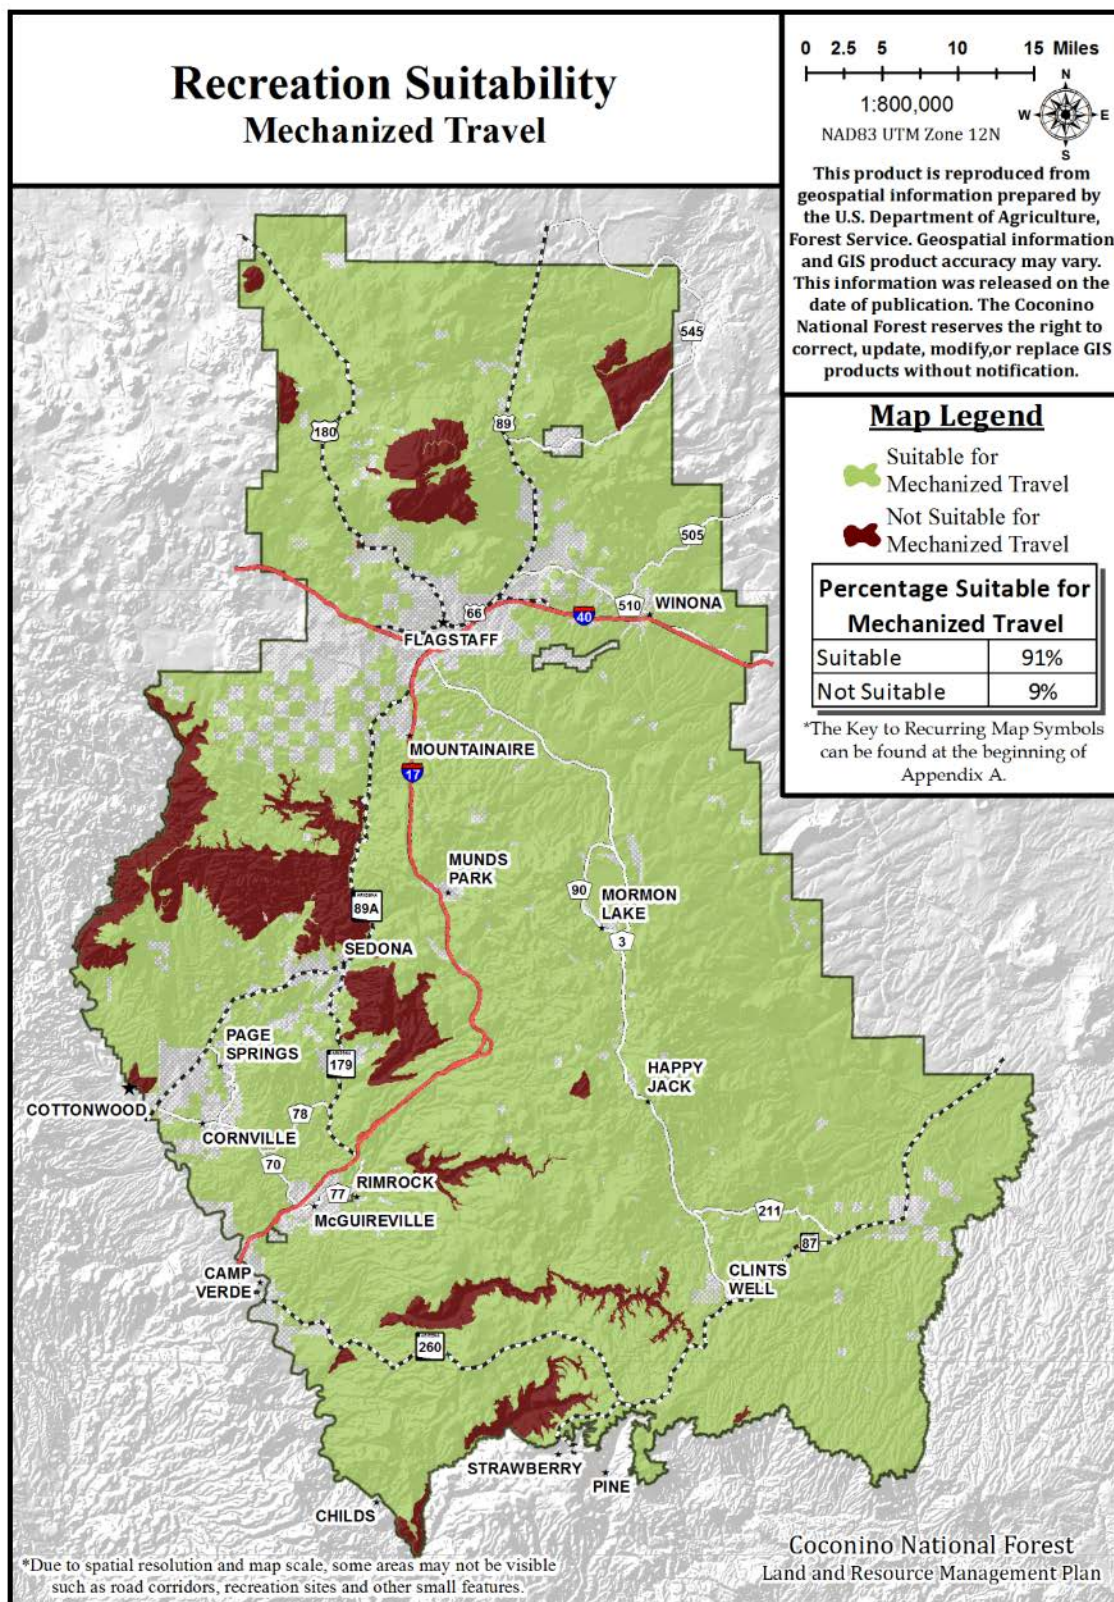 Recreation Suitability
Mechanized Travel
0 2.5 5 10 15 Miles
1:800,000
NAD83 UTM Zone 12N
N
W E
S
This product is reproduced from
geospatial information prepared by
the U.S. Department of Agriculture,
Forest Service. Geospatial information
and GIS product accuracy may vary.
This information was released on the
date of publication. The Coconino
National Forest reserves the right to
correct, update, modify,or replace GIS
products without notification.
Map Legend
Suitable for
Mechanized Travel
Not Suitable for
Mechanized Travel
Percentage Suitable for
Mechanized Travel
Suitable 91%
Not Suitable 9%
*The Key to Recurring Map Symbols
can be found at the beginning of
Appendix A.
545
180
89
505
510
WINONA
66
40
FLAGSTAFF
MOUNTAINAIRE
17
MUNDS
PARK
90
MORMON
LAKE
89A
3
SEDONA
PAGE
SPRINGS
179
HAPPY
JACK
COTTONWOOD
78
CORNVILLE
70
RIMROCK
77
McGUIREVILLE
211
87
CAMP
VERDE
CLINTS
WELL
260
STRAWBERRY
PINE
CHILDS
*Due to spatial resolution and map scale, some areas may not be visible
such as road corridors, recreation sites and other small features.
Coconino National Forest
Land and Resource Management Plan